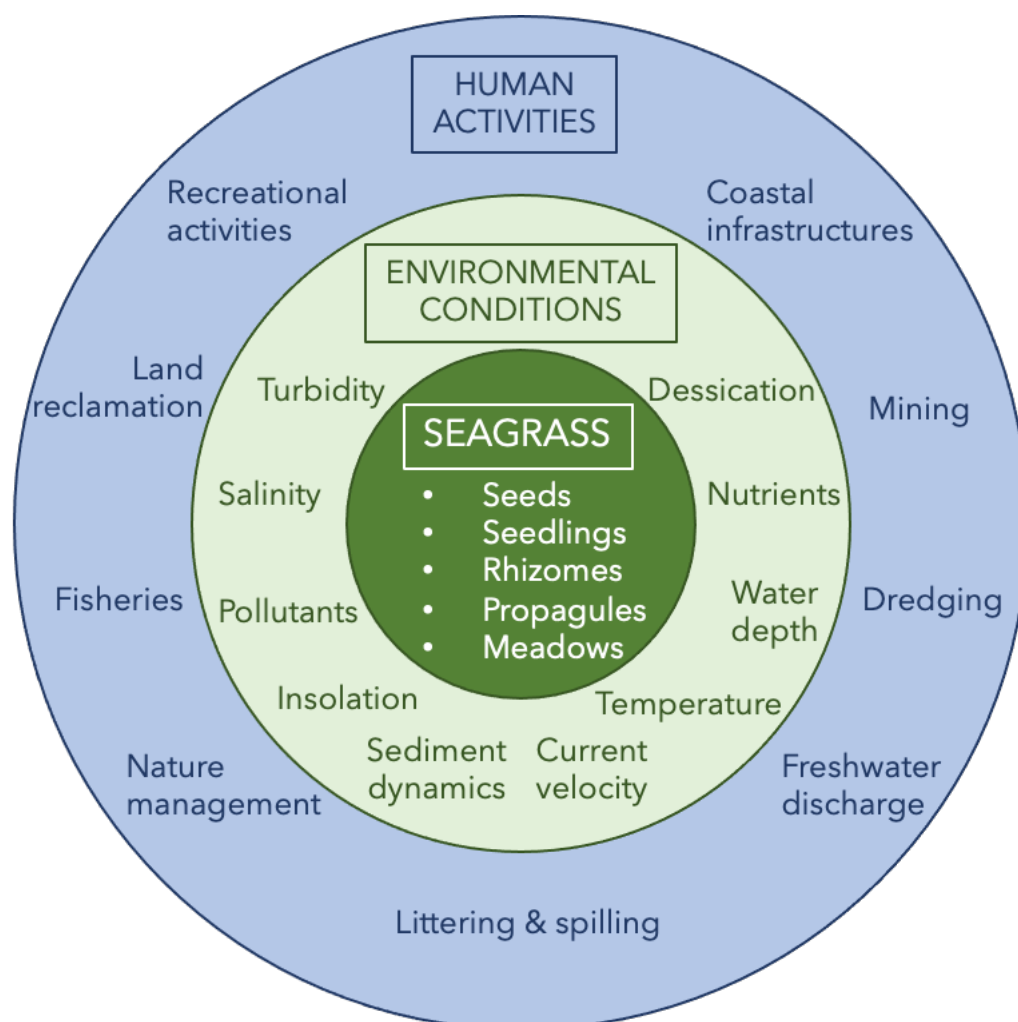 HUMAN
ACTIVITIES
Recreational
activities
Coastal
infrastructures
ENVIRONMENTAL
CONDITIONS
Land
reclamation
Turbidity
Dessication
Mining
SEAGRASS
Salinity
Nutrients
• Seeds
• Seedlings
• Rhizomes
• Propagules
• Meadows
Fisheries
Pollutants
Water
depth
Dredging
Insolation
Temperature
Sediment
dynamics
Current
velocity
Nature
management
Freshwater
discharge
Littering & spilling